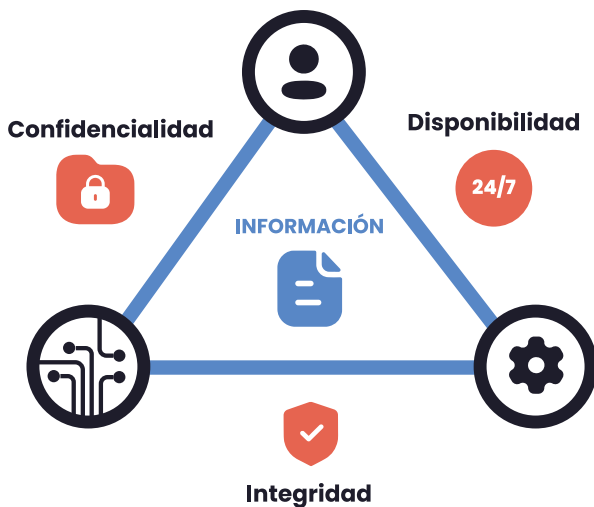 Confidencialidad
Disponibilidad
24/7
INFORMACIÓN
Integridad